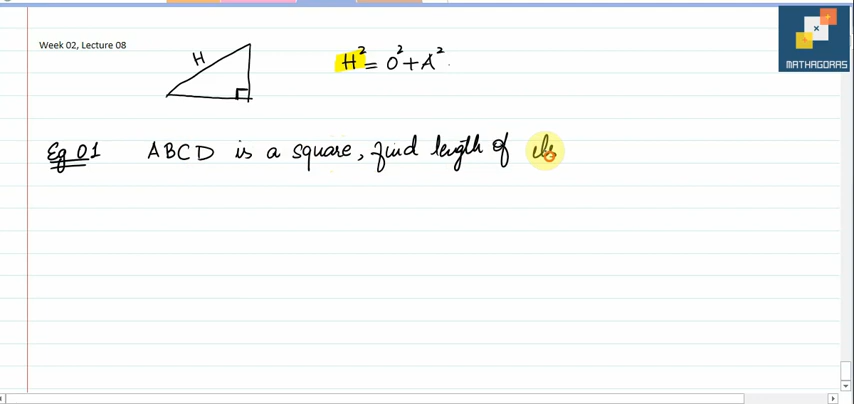 Week 02, Lecture 08
MATHAGORAS
H
H² = O² + A²
Eg 01 ABCD is a square, find length of